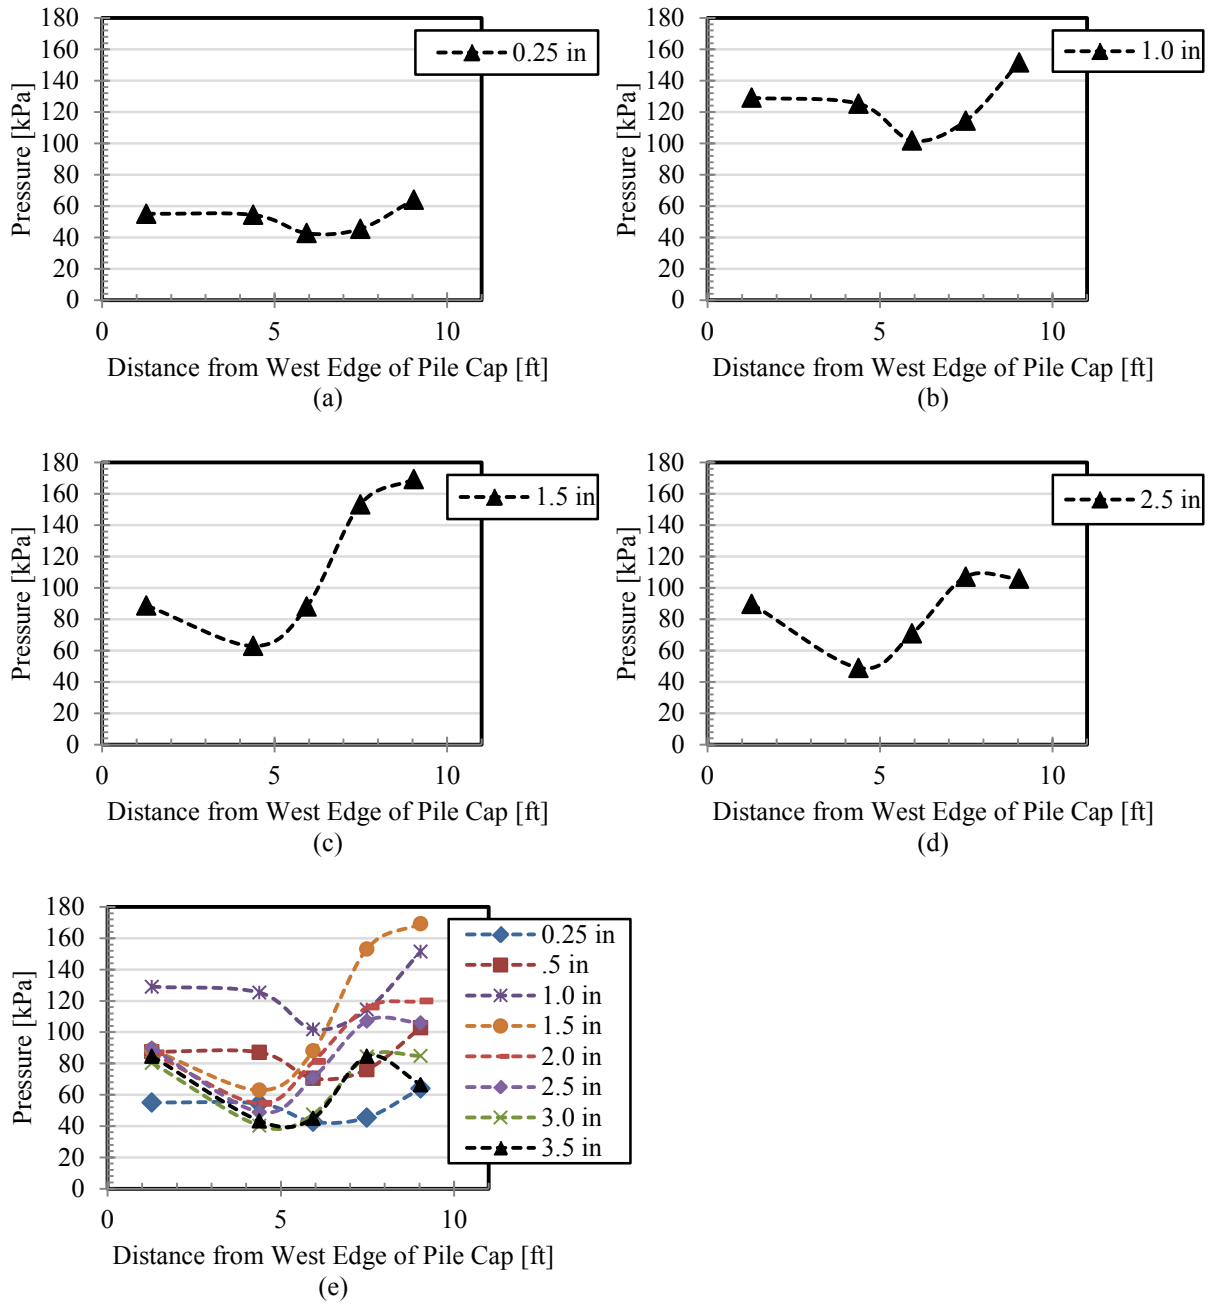 180
160
140
120
100
80
60
40
20
0
Pressure [kPa]
0.25 in
0 5 10
Distance from West Edge of Pile Cap [ft]
(a)
180
160
140
120
100
80
60
40
20
0
Pressure [kPa]
1.0 in
0 5 10
Distance from West Edge of Pile Cap [ft]
(b)
180
160
140
120
100
80
60
40
20
0
Pressure [kPa]
1.5 in
0 5 10
Distance from West Edge of Pile Cap [ft]
(c)
180
160
140
120
100
80
60
40
20
0
Pressure [kPa]
2.5 in
0 5 10
Distance from West Edge of Pile Cap [ft]
(d)
180
160
140
120
100
80
60
40
20
0
Pressure [kPa]
0.25 in
.5 in
1.0 in
1.5 in
2.0 in
2.5 in
3.0 in
3.5 in
0 5 10
Distance from West Edge of Pile Cap [ft]
(e)